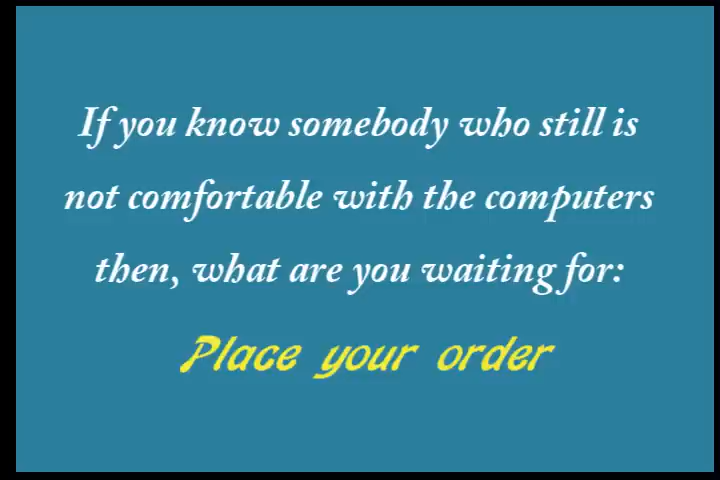 If you know somebody who still is
not comfortable with the computers
then, what are you waiting for:
Place your order